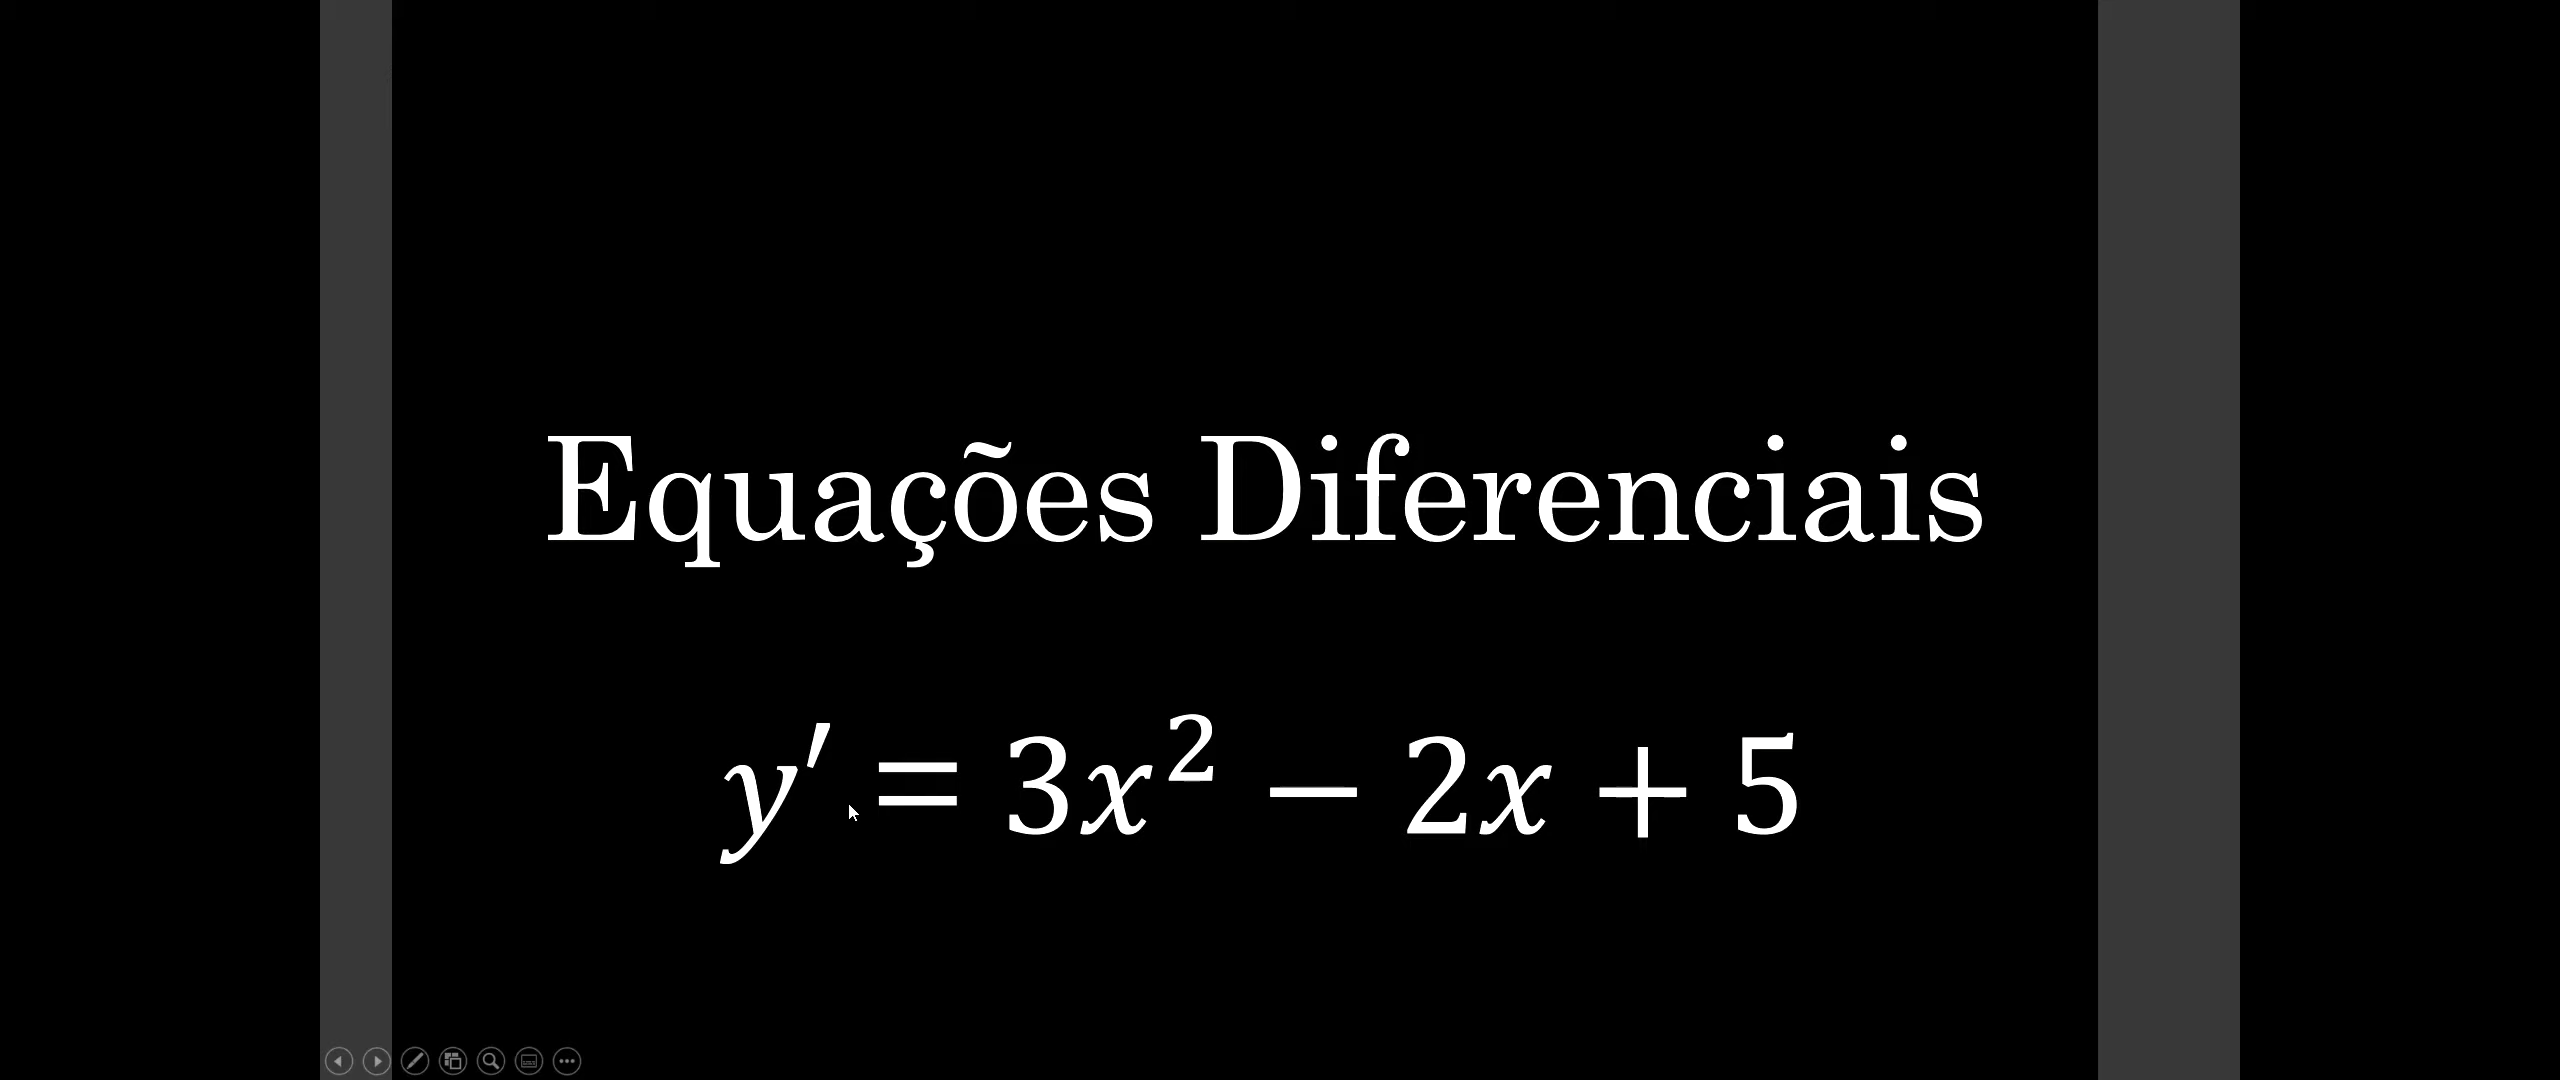 Equações Diferenciais
y′ = 3x² − 2x + 5